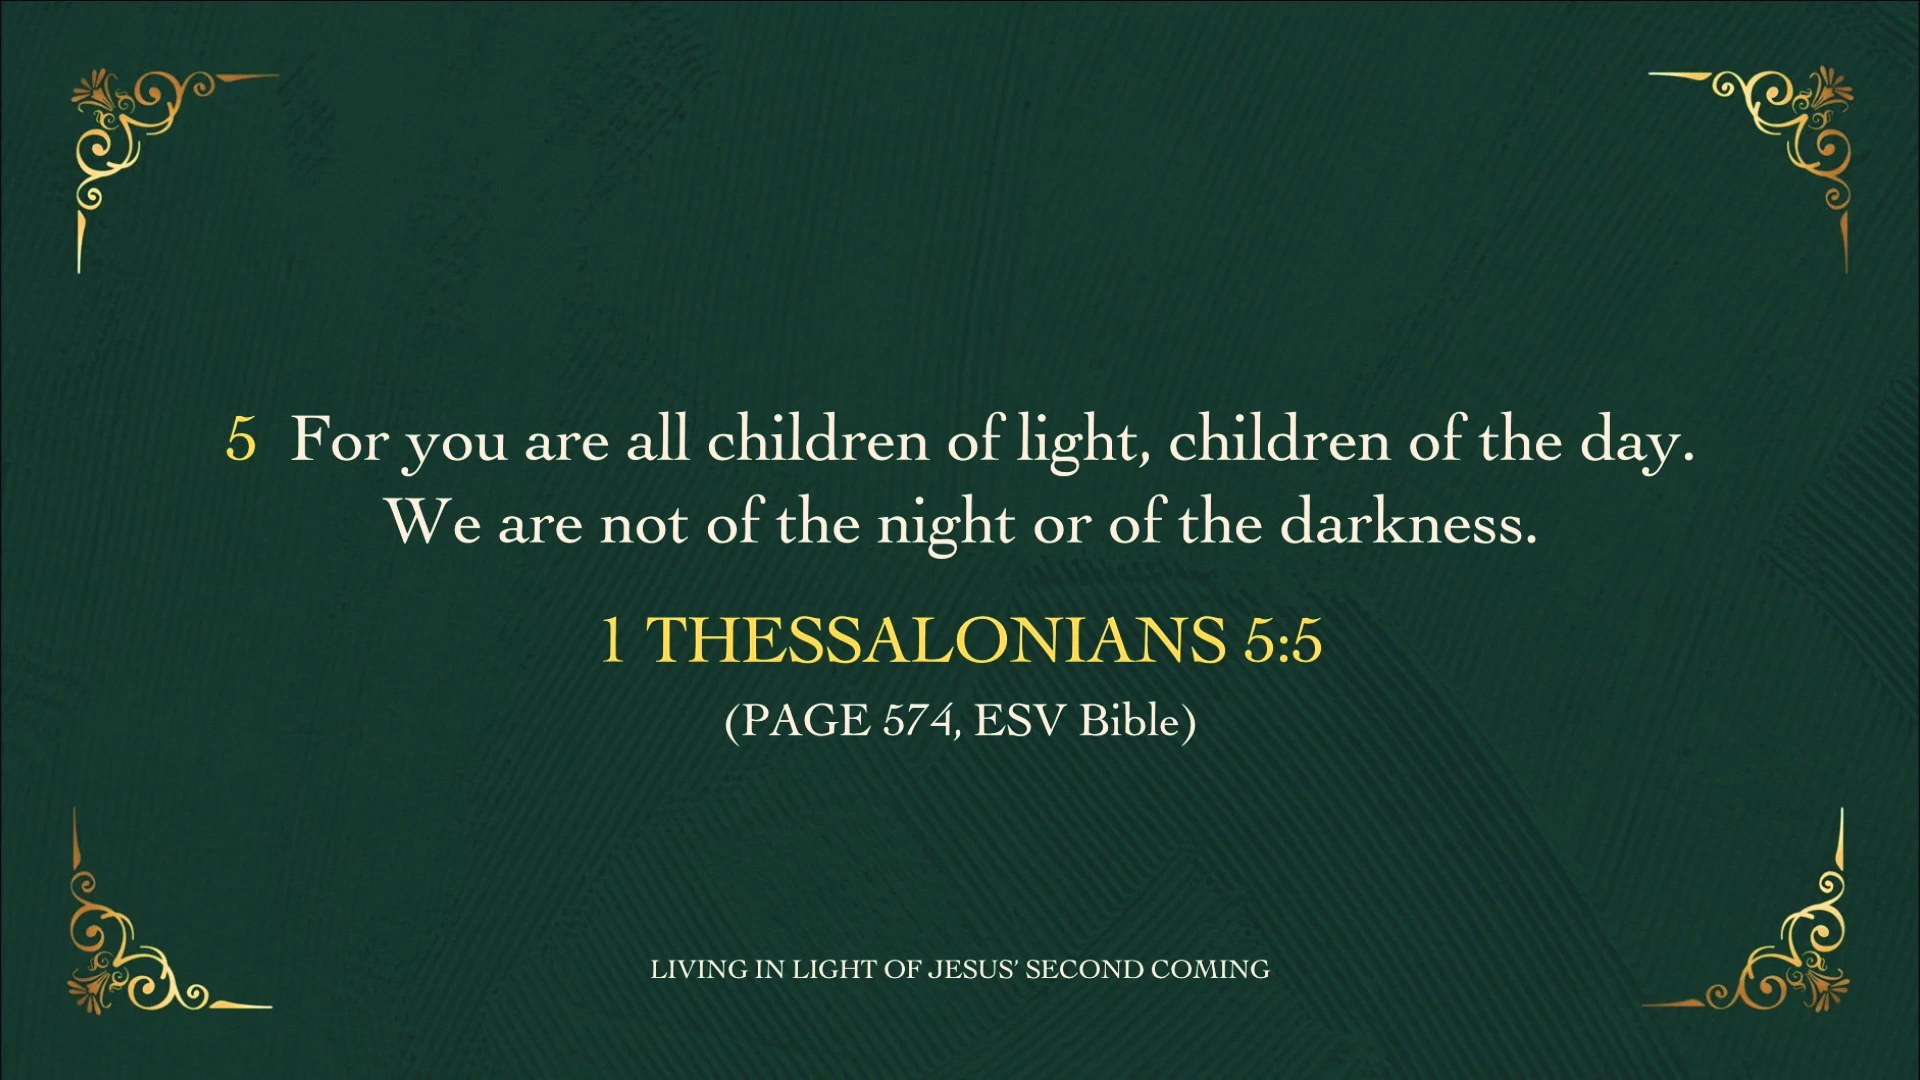 5 For you are all children of light, children of the day.
We are not of the night or of the darkness.
1 THESSALONIANS 5:5
(PAGE 574, ESV Bible)
LIVING IN LIGHT OF JESUS’ SECOND COMING